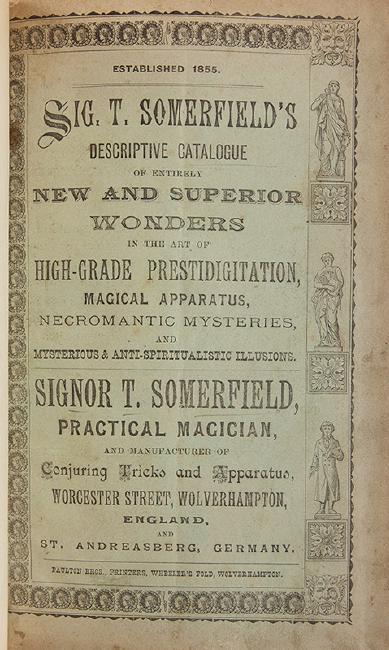 ESTABLISHED 1855.
SIG. T. SOMERFIELD'S
DESCRIPTIVE CATALOGUE
OF ENTIRELY
NEW AND SUPERIOR
WONDERS
IN THE ART OF
HIGH-GRADE PRESTIDIGITATION,
MAGICAL APPARATUS,
NECROMANTIC MYSTERIES,
AND
MYSTERIOUS & ANTI-SPIRITUALISTIC ILLUSIONS.
SIGNOR T. SOMERFIELD,
PRACTICAL MAGICIAN,
AND MANUFACTURER OF
Conjuring Tricks and Apparatus,
WORCESTER STREET, WOLVERHAMPTON,
ENGLAND,
AND
ST. ANDREASBERG, GERMANY.
PAULTON BROS., PRINTERS, WHEELER'S FOLD, WOLVERHAMPTON.